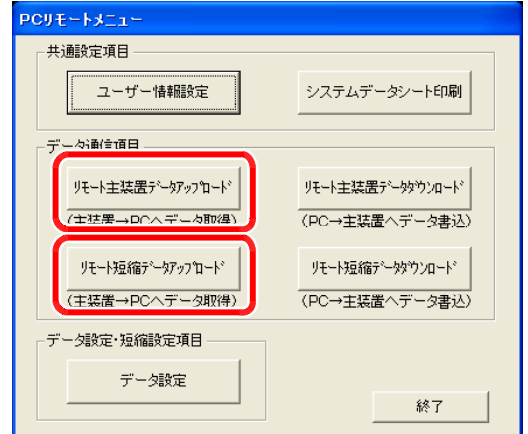 PCリモートメニュー
共通設定項目
ユーザー情報設定
システムデータシート印刷
データ通信項目
ﾘﾓｰﾄ主装置ﾃﾞｰﾀｱｯﾌﾟﾛｰﾄﾞ
ﾘﾓｰﾄ主装置ﾃﾞｰﾀﾀﾞｳﾝﾛｰﾄﾞ
(主装置→PCへデータ取得)
(PC→主装置へデータ書込)
ﾘﾓｰﾄ短縮ﾃﾞｰﾀｱｯﾌﾟﾛｰﾄﾞ
ﾘﾓｰﾄ短縮ﾃﾞｰﾀﾀﾞｳﾝﾛｰﾄﾞ
(主装置→PCへデータ取得)
(PC→主装置へデータ書込)
データ設定・短縮設定項目
データ設定
終了